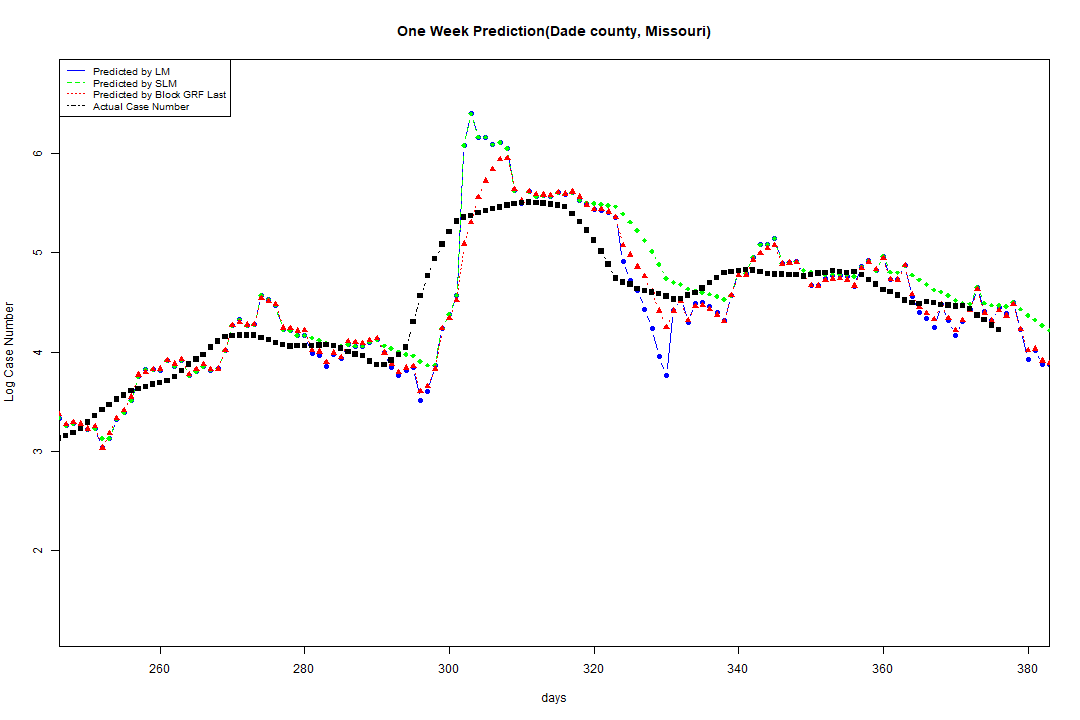 One Week Prediction(Dade county, Missouri)
Predicted by LM
Predicted by SLM
Predicted by Block GRF Last
Actual Case Number
6
5
4
3
2
Log Case Number
260 280 300 320 340 360 380
days